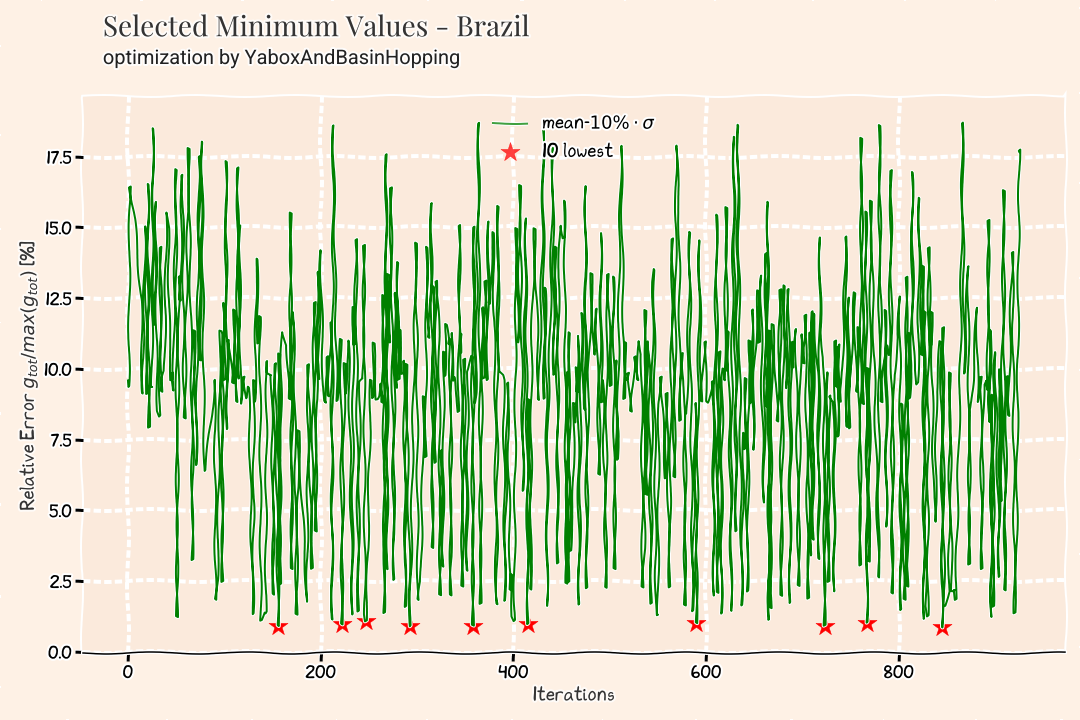 Selected Minimum Values - Brazil
optimization by YaboxAndBasinHopping
mean-10% · σ
10 lowest
Relative Error g_tot/max(g_tot) [%]
17.5
15.0
12.5
10.0
7.5
5.0
2.5
0.0
0 200 400 600 800
Iterations